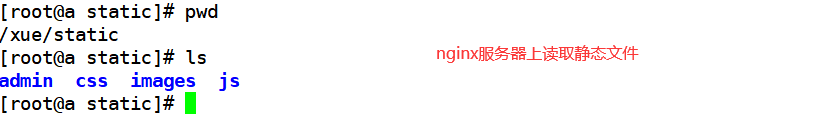 [root@a static]# pwd
/xue/static
[root@a static]# ls
nginx服务器上读取静态文件
admin  css  images  js
[root@a static]#